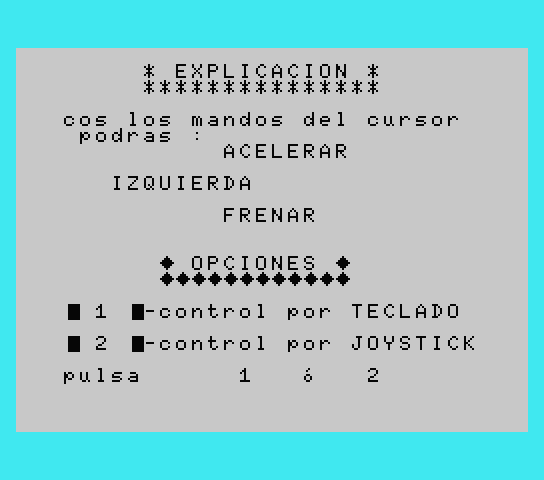 * EXPLICACION *
***************
cos los mandos del cursor
podras :
ACELERAR
IZQUIERDA
FRENAR
♦ OPCIONES ♦
♦♦♦♦♦♦♦♦♦♦♦♦
█ 1 █-control por TECLADO
█ 2 █-control por JOYSTICK
pulsa 1 ó 2